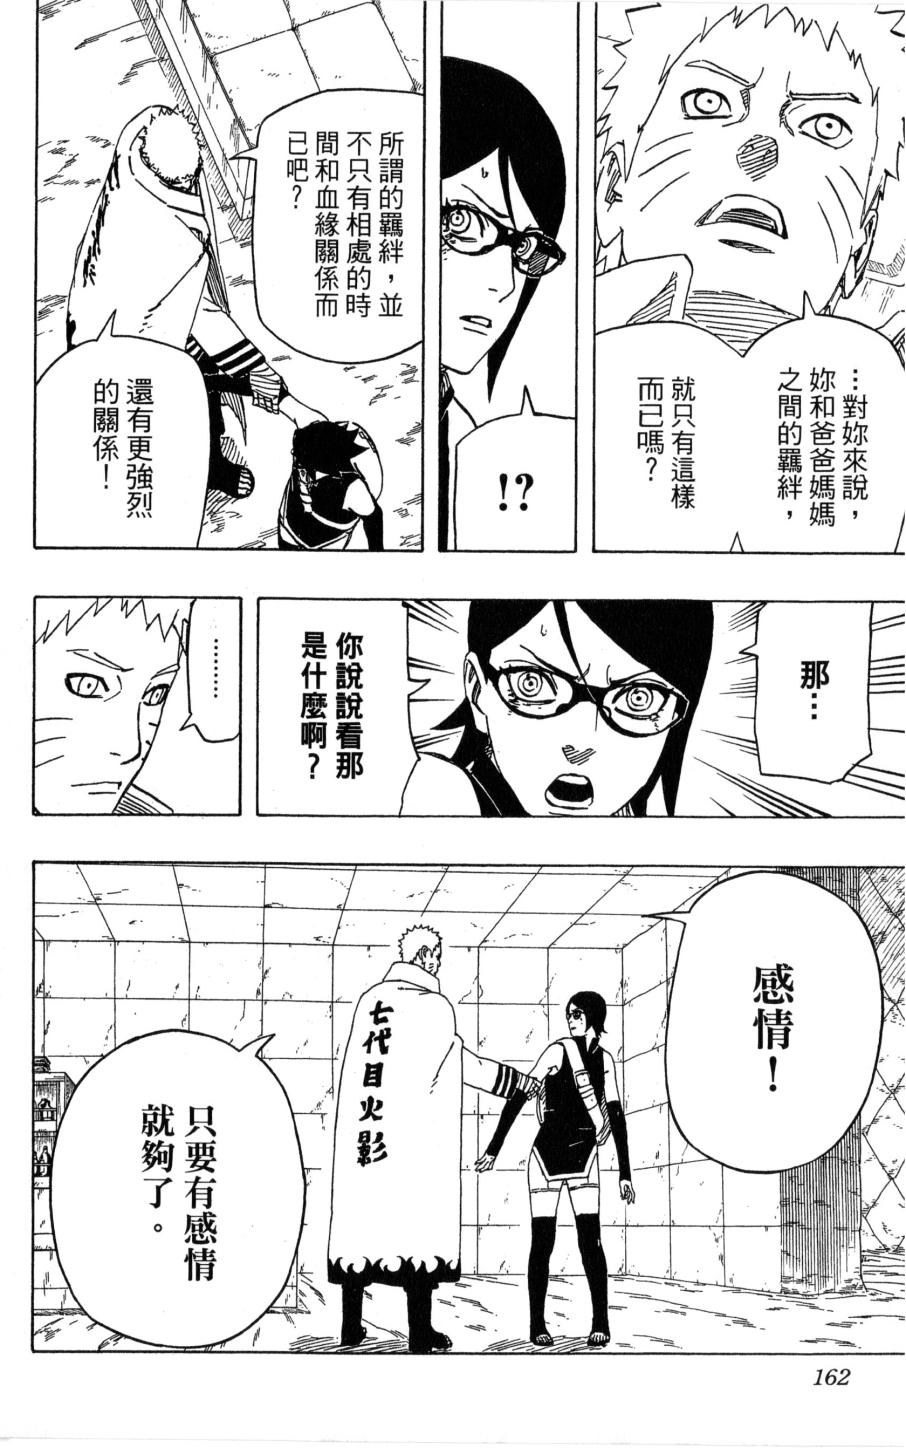 …對妳來說，
妳和爸爸媽媽
之間的羈絆，
就只有這樣
而已嗎？
!?
所謂的羈絆，並
不只有相處的時
間和血緣關係而
已吧？
還有更強烈
的關係！
那…
你說說看那
是什麼啊？
………
感情！
七代目火影
只要有感情
就夠了。
162